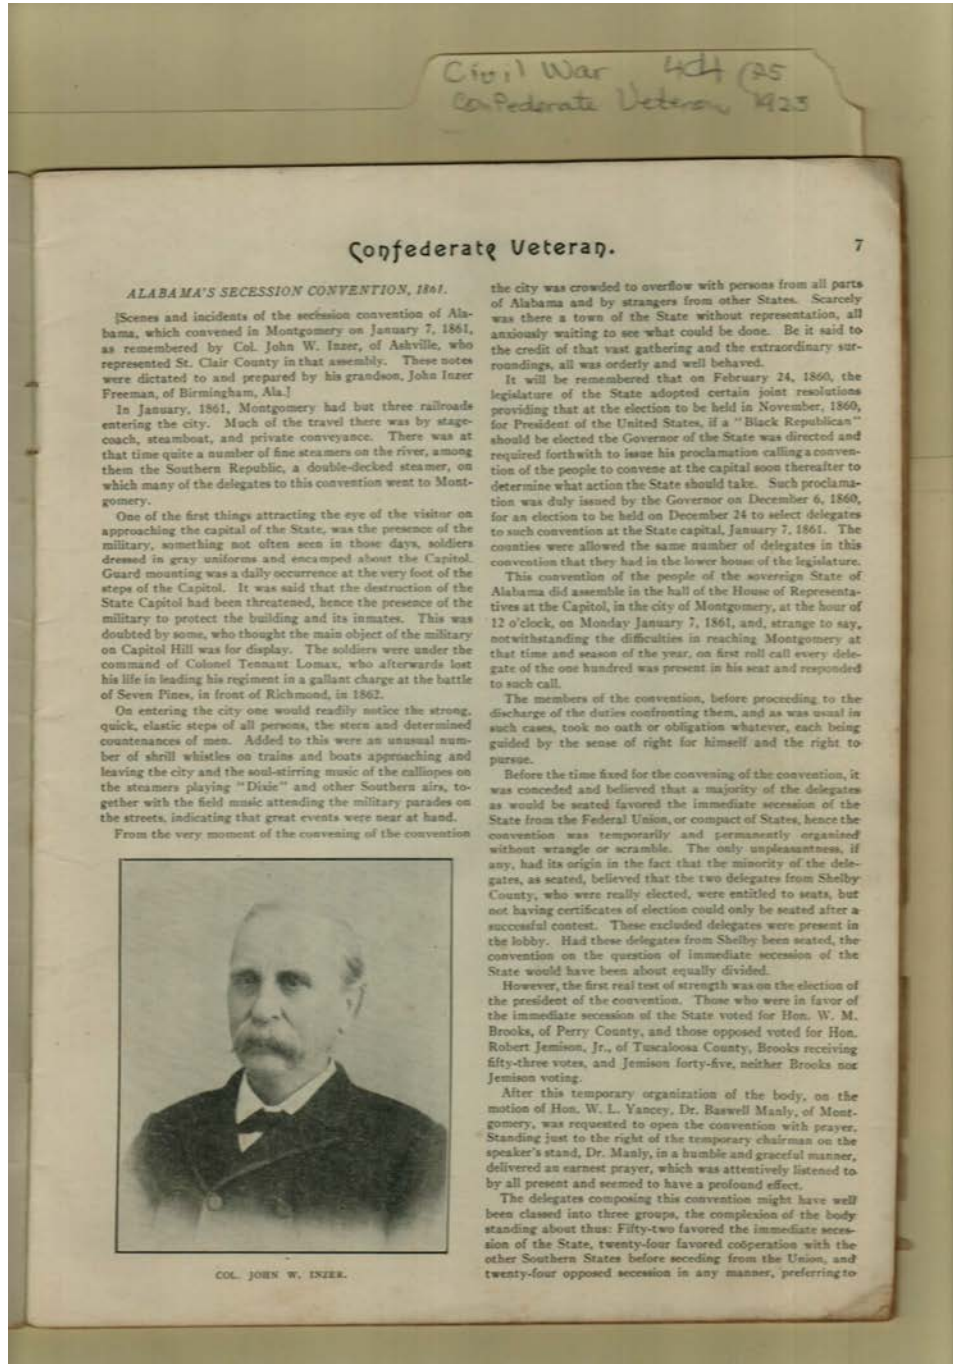 Civil War 4d4 (25
Confederate Veteran, 1923
Confederate Veteran.
7
ALABAMA'S SECESSION CONVENTION, 1861.
[Scenes and incidents of the secession convention of Ala-
bama, which convened in Montgomery on January 7, 1861,
as remembered by Col. John W. Inzer, of Ashville, who
represented St. Clair County in that assembly. These notes
were dictated to and prepared by his grandson, John Inzer
Freeman, of Birmingham, Ala.]
In January, 1861, Montgomery had but three railroads
entering the city. Much of the travel there was by stage-
coach, steamboat, and private conveyance. There was at
that time quite a number of fine steamers on the river, among
them the Southern Republic, a double-decked steamer, on
which many of the delegates to this convention went to Mont-
gomery.
One of the first things attracting the eye of the visitor on
approaching the capital of the State, was the presence of the
military, something not often seen in those days, soldiers
dressed in gray uniforms and encamped about the Capitol.
Guard mounting was a daily occurrence at the very foot of the
steps of the Capitol. It was said that the destruction of the
State Capitol had been threatened, hence the presence of the
military to protect the building and its inmates. This was
doubted by some, who thought the main object of the military
on Capitol Hill was for display. The soldiers were under the
command of Colonel Tennant Lomax, who afterwards lost
his life in leading his regiment in a gallant charge at the battle
of Seven Pines, in front of Richmond, in 1862.
On entering the city one would readily notice the strong,
quick, elastic steps of all persons, the stern and determined
countenances of men. Added to this were an unusual num-
ber of shrill whistles on trains and boats approaching and
leaving the city and the soul-stirring music of the calliopes on
the steamers playing "Dixie" and other Southern airs, to-
gether with the field music attending the military parades on
the streets, indicating that great events were near at hand.
From the very moment of the convening of the convention
COL. JOHN W. INZER.
the city was crowded to overflow with persons from all parts
of Alabama and by strangers from other States. Scarcely
was there a town of the State without representation, all
anxiously waiting to see what could be done. Be it said to
the credit of that vast gathering and the extraordinary sur-
roundings, all was orderly and well behaved.
It will be remembered that on February 24, 1860, the
legislature of the State adopted certain joint resolutions
providing that at the election to be held in November, 1860,
for President of the United States, if a "Black Republican"
should be elected the Governor of the State was directed and
required forthwith to issue his proclamation calling a conven-
tion of the people to convene at the capital soon thereafter to
determine what action the State should take. Such proclama-
tion was duly issued by the Governor on December 6, 1860,
for an election to be held on December 24 to select delegates
to such convention at the State capital, January 7, 1861. The
counties were allowed the same number of delegates in this
convention that they had in the lower house of the legislature.
This convention of the people of the sovereign State of
Alabama did assemble in the hall of the House of Representa-
tives at the Capitol, in the city of Montgomery, at the hour of
12 o'clock, on Monday January 7, 1861, and, strange to say,
notwithstanding the difficulties in reaching Montgomery at
that time and season of the year, on first roll call every dele-
gate of the one hundred was present in his seat and responded
to such call.
The members of the convention, before proceeding to the
discharge of the duties confronting them, and as was usual in
such cases, took no oath or obligation whatever, each being
guided by the sense of right for himself and the right to
pursue.
Before the time fixed for the convening of the convention, it
was conceded and believed that a majority of the delegates
as would be seated favored the immediate secession of the
State from the Federal Union, or compact of States, hence the
convention was temporarily and permanently organized
without wrangle or scramble. The only unpleasantness, if
any, had its origin in the fact that the minority of the dele-
gates, as seated, believed that the two delegates from Shelby
County, who were really elected, were entitled to seats, but
not having certificates of election could only be seated after a
successful contest. These excluded delegates were present in
the lobby. Had these delegates from Shelby been seated, the
convention on the question of immediate secession of the
State would have been about equally divided.
However, the first real test of strength was on the election of
the president of the convention. Those who were in favor of
the immediate secession of the State voted for Hon. W. M.
Brooks, of Perry County, and those opposed voted for Hon.
Robert Jemison, Jr., of Tuscaloosa County, Brooks receiving
fifty-three votes, and Jemison forty-five, neither Brooks nor
Jemison voting.
After this temporary organization of the body, on the
motion of Hon. W. L. Yancey, Dr. Baswell Manly, of Mont-
gomery, was requested to open the convention with prayer.
Standing just to the right of the temporary chairman on the
speaker's stand, Dr. Manly, in a humble and graceful manner,
delivered an earnest prayer, which was attentively listened to
by all present and seemed to have a profound effect.
The delegates composing this convention might have well
been classed into three groups, the complexion of the body
standing about thus: Fifty-two favored the immediate seces-
sion of the State, twenty-four favored coöperation with the
other Southern States before seceding from the Union, and
twenty-four opposed secession in any manner, preferring to